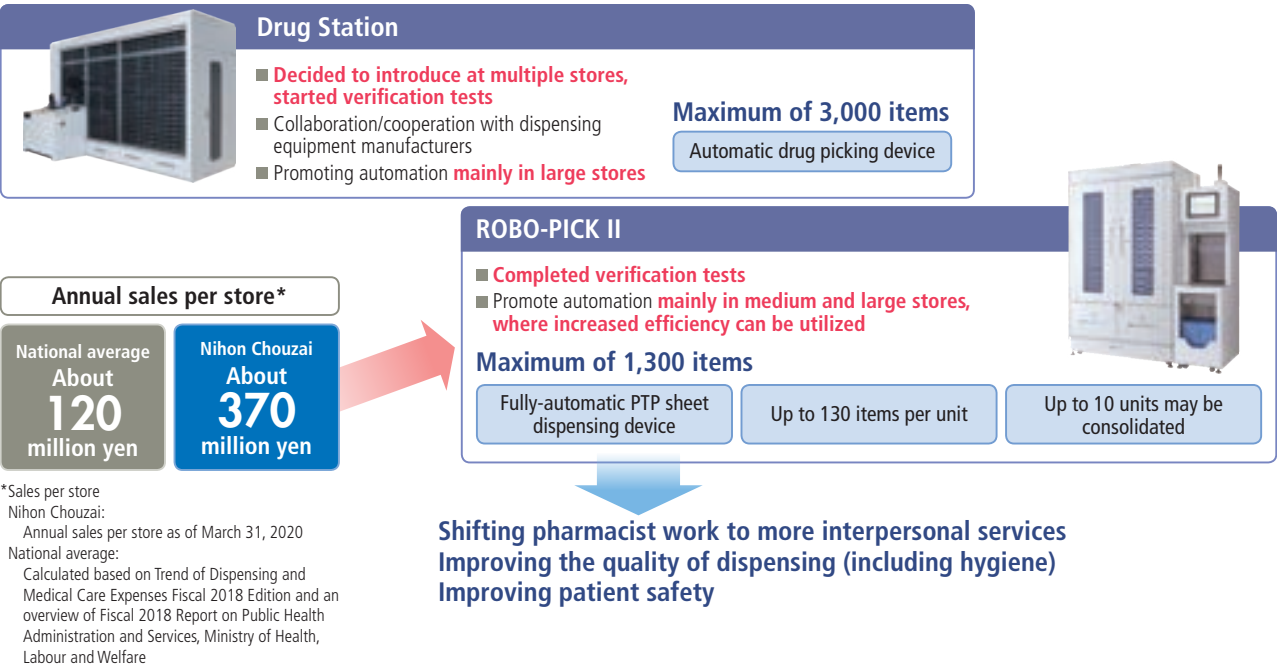 Drug Station
Decided to introduce at multiple stores,
started verification tests
Collaboration/cooperation with dispensing
equipment manufacturers
Promoting automation mainly in large stores
Maximum of 3,000 items
Automatic drug picking device
ROBO-PICK II
Completed verification tests
Promote automation mainly in medium and large stores,
where increased efficiency can be utilized
Maximum of 1,300 items
Fully-automatic PTP sheet
dispensing device
Up to 130 items per unit
Up to 10 units may be
consolidated
Annual sales per store*
National average
About
120
million yen
Nihon Chouzai
About
370
million yen
*Sales per store
Nihon Chouzai:
Annual sales per store as of March 31, 2020
National average:
Calculated based on Trend of Dispensing and
Medical Care Expenses Fiscal 2018 Edition and an
overview of Fiscal 2018 Report on Public Health
Administration and Services, Ministry of Health,
Labour and Welfare
Shifting pharmacist work to more interpersonal services
Improving the quality of dispensing (including hygiene)
Improving patient safety